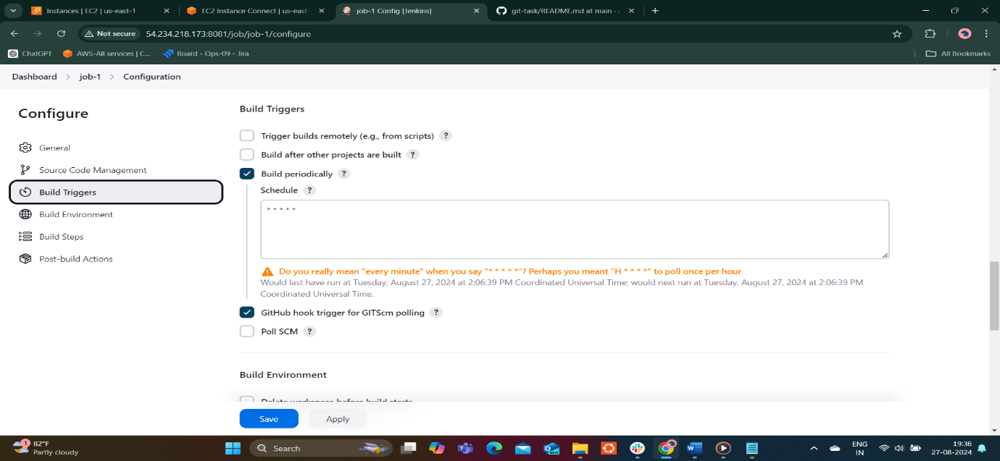 Instances | EC2 | us-east-1
EC2 Instance Connect | us-east-
job-1 Config [Jenkins]
git-task/README.md at main ·
Not secure
54.234.218.173:8081/job/job-1/configure
ChatGPT
AWS-All services | C...
Board - Ops-09 - Jira
All Bookmarks
Dashboard > job-1 > Configuration
Configure
General
Source Code Management
Build Triggers
Build Environment
Build Steps
Post-build Actions
Build Triggers
Trigger builds remotely (e.g., from scripts) ?
Build after other projects are built ?
Build periodically ?
Schedule ?
* * * * *
Do you really mean "every minute" when you say "* * * * *"? Perhaps you meant "H * * * *" to poll once per hour
Would last have run at Tuesday, August 27, 2024 at 2:06:39 PM Coordinated Universal Time; would next run at Tuesday, August 27, 2024 at 2:06:39 PM
Coordinated Universal Time.
GitHub hook trigger for GITScm polling ?
Poll SCM ?
Build Environment
Delete workspace before build starts
Save
Apply
1
82°F
Partly cloudy
Search
ENG
IN
19:36
27-08-2024